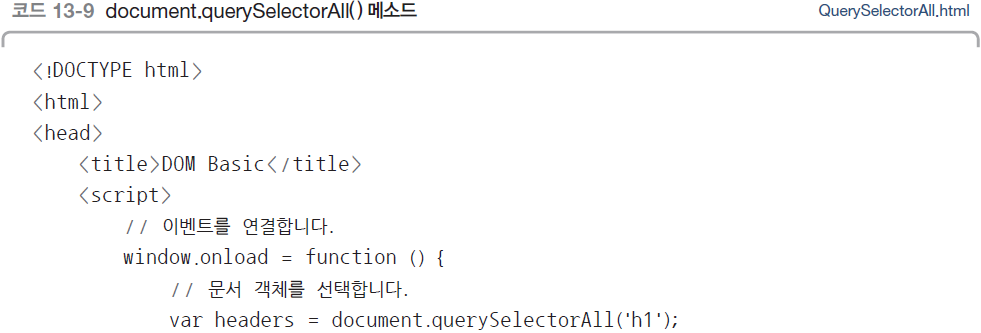 코드 13-9 document.querySelectorAll() 메소드 QuerySelectorAll.html
<!DOCTYPE html>
<html>
<head>
<title>DOM Basic</title>
<script>
// 이벤트를 연결합니다.
window.onload = function () {
// 문서 객체를 선택합니다.
var headers = document.querySelectorAll('h1');